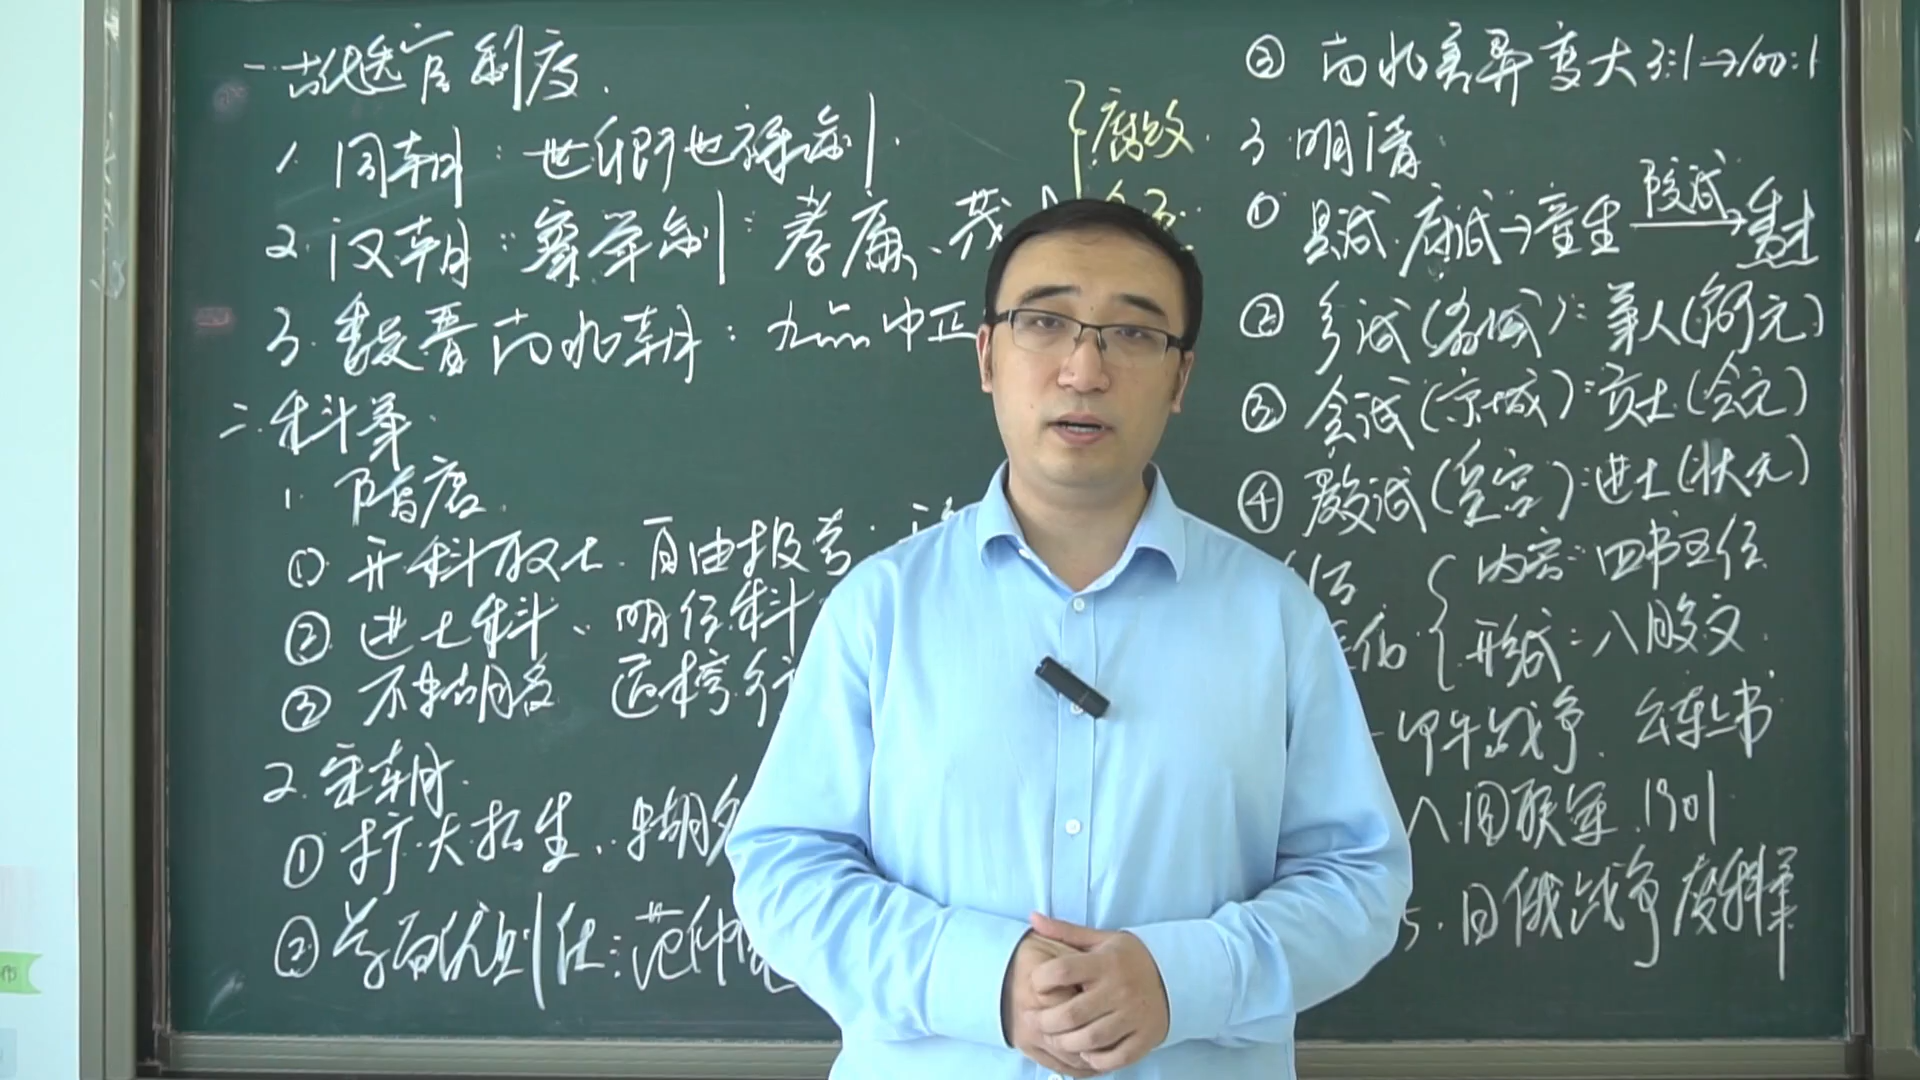 一.古代选官制度.
1. 周朝：世卿世禄制.
2. 汉朝：察举制：孝廉、茂
3. 魏晋南北朝：九品中正
二.科举.
1. 隋唐.
① 开科取士.自由报考.
② 进士科、明经科
③ 不糊名
2. 宋朝.
① 扩大招生.糊名
② 学而优则仕：范仲淹
腐败.
② 南北差异变大 3:1→100:1
3 明清.
① 县试.府试→童生 院试→秀才
② 乡试(省城)：举人(解元)
③ 会试(京城)：贡士(会元)
④ 殿试(皇宫)：进士(状元)
内容：四书五经
形式：八股文.
甲午战争.公车上书
八国联军.1901.
5.日俄战争 废科举